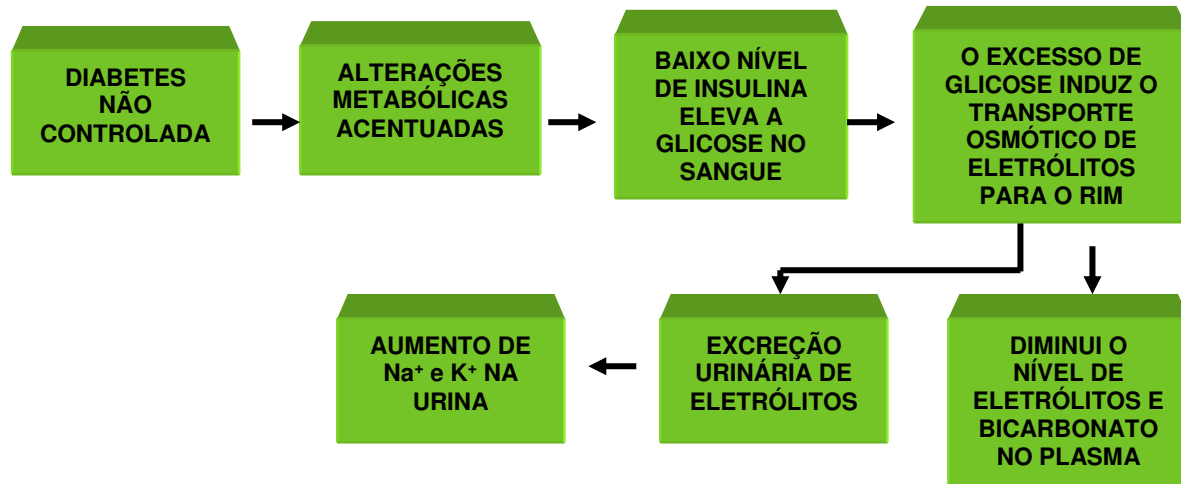 DIABETES
NÃO
CONTROLADA
ALTERAÇÕES
METABÓLICAS
ACENTUADAS
BAIXO NÍVEL
DE INSULINA
ELEVA A
GLICOSE NO
SANGUE
O EXCESSO DE
GLICOSE INDUZ O
TRANSPORTE
OSMÓTICO DE
ELETRÓLITOS
PARA O RIM
AUMENTO DE
Na⁺ e K⁺ NA
URINA
EXCREÇÃO
URINÁRIA DE
ELETRÓLITOS
DIMINUI O
NÍVEL DE
ELETRÓLITOS E
BICARBONATO
NO PLASMA